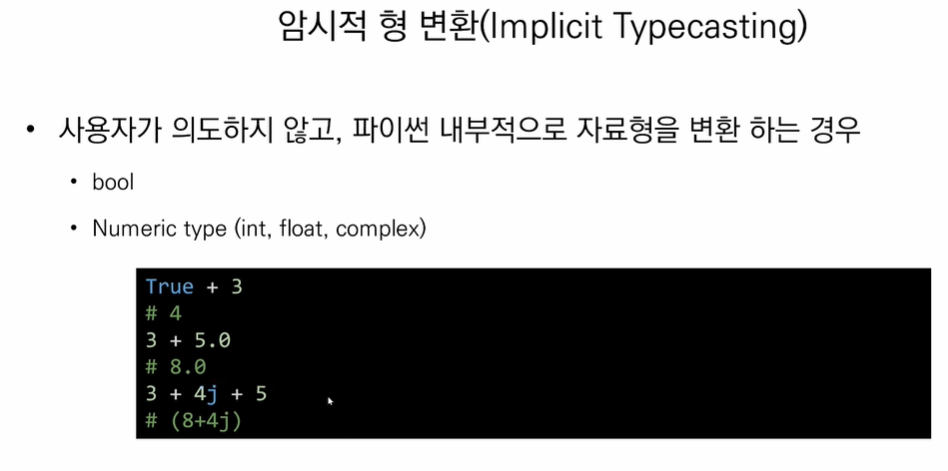 암시적 형 변환(Implicit Typecasting)
• 사용자가 의도하지 않고, 파이썬 내부적으로 자료형을 변환 하는 경우
• bool
• Numeric type (int, float, complex)
True + 3
# 4
3 + 5.0
# 8.0
3 + 4j + 5
# (8+4j)